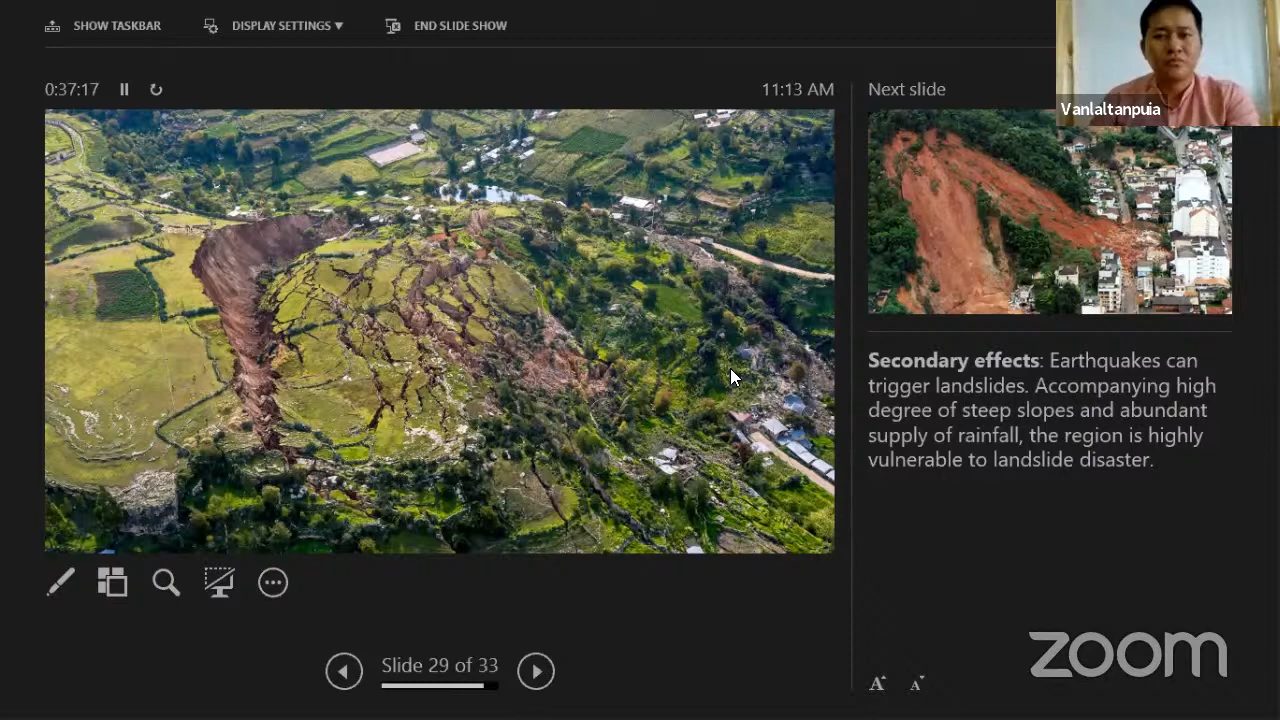 SHOW TASKBAR
DISPLAY SETTINGS ▼
END SLIDE SHOW
Vanlaltanpuia
0:37:17
11:13 AM
Next slide
Secondary effects: Earthquakes can
trigger landslides. Accompanying high
degree of steep slopes and abundant
supply of rainfall, the region is highly
vulnerable to landslide disaster.
Slide 29 of 33
A A
zoom